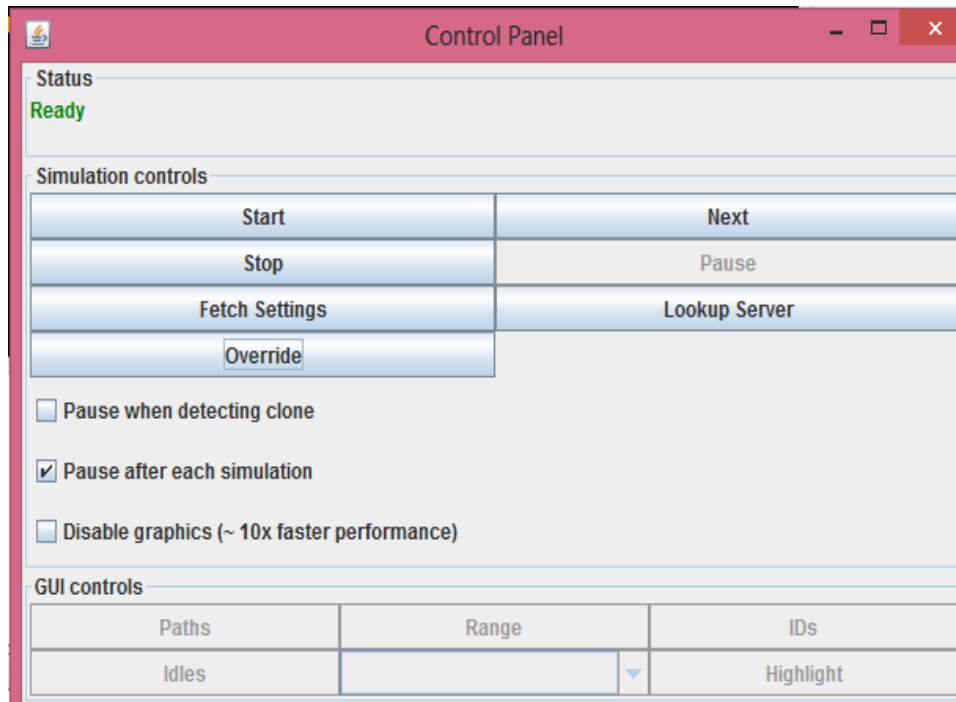 Control Panel
Status
Ready
Simulation controls
Start Next
Stop Pause
Fetch Settings Lookup Server
Override
Pause when detecting clone
Pause after each simulation
Disable graphics (~ 10x faster performance)
GUI controls
Paths Range IDs
Idles Highlight